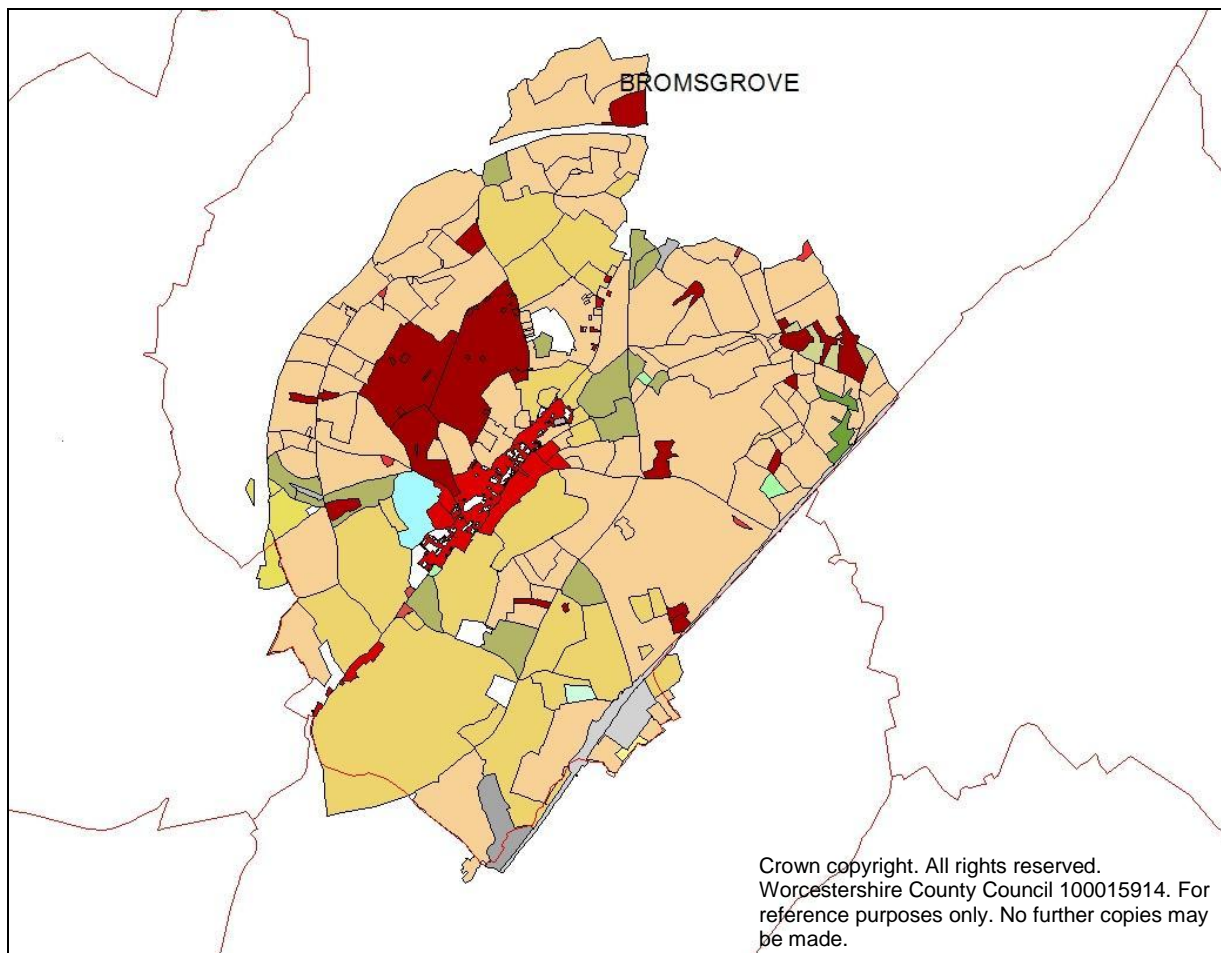 BROMSGROVE
Crown copyright. All rights reserved.
Worcestershire County Council 100015914. For
reference purposes only. No further copies may
be made.